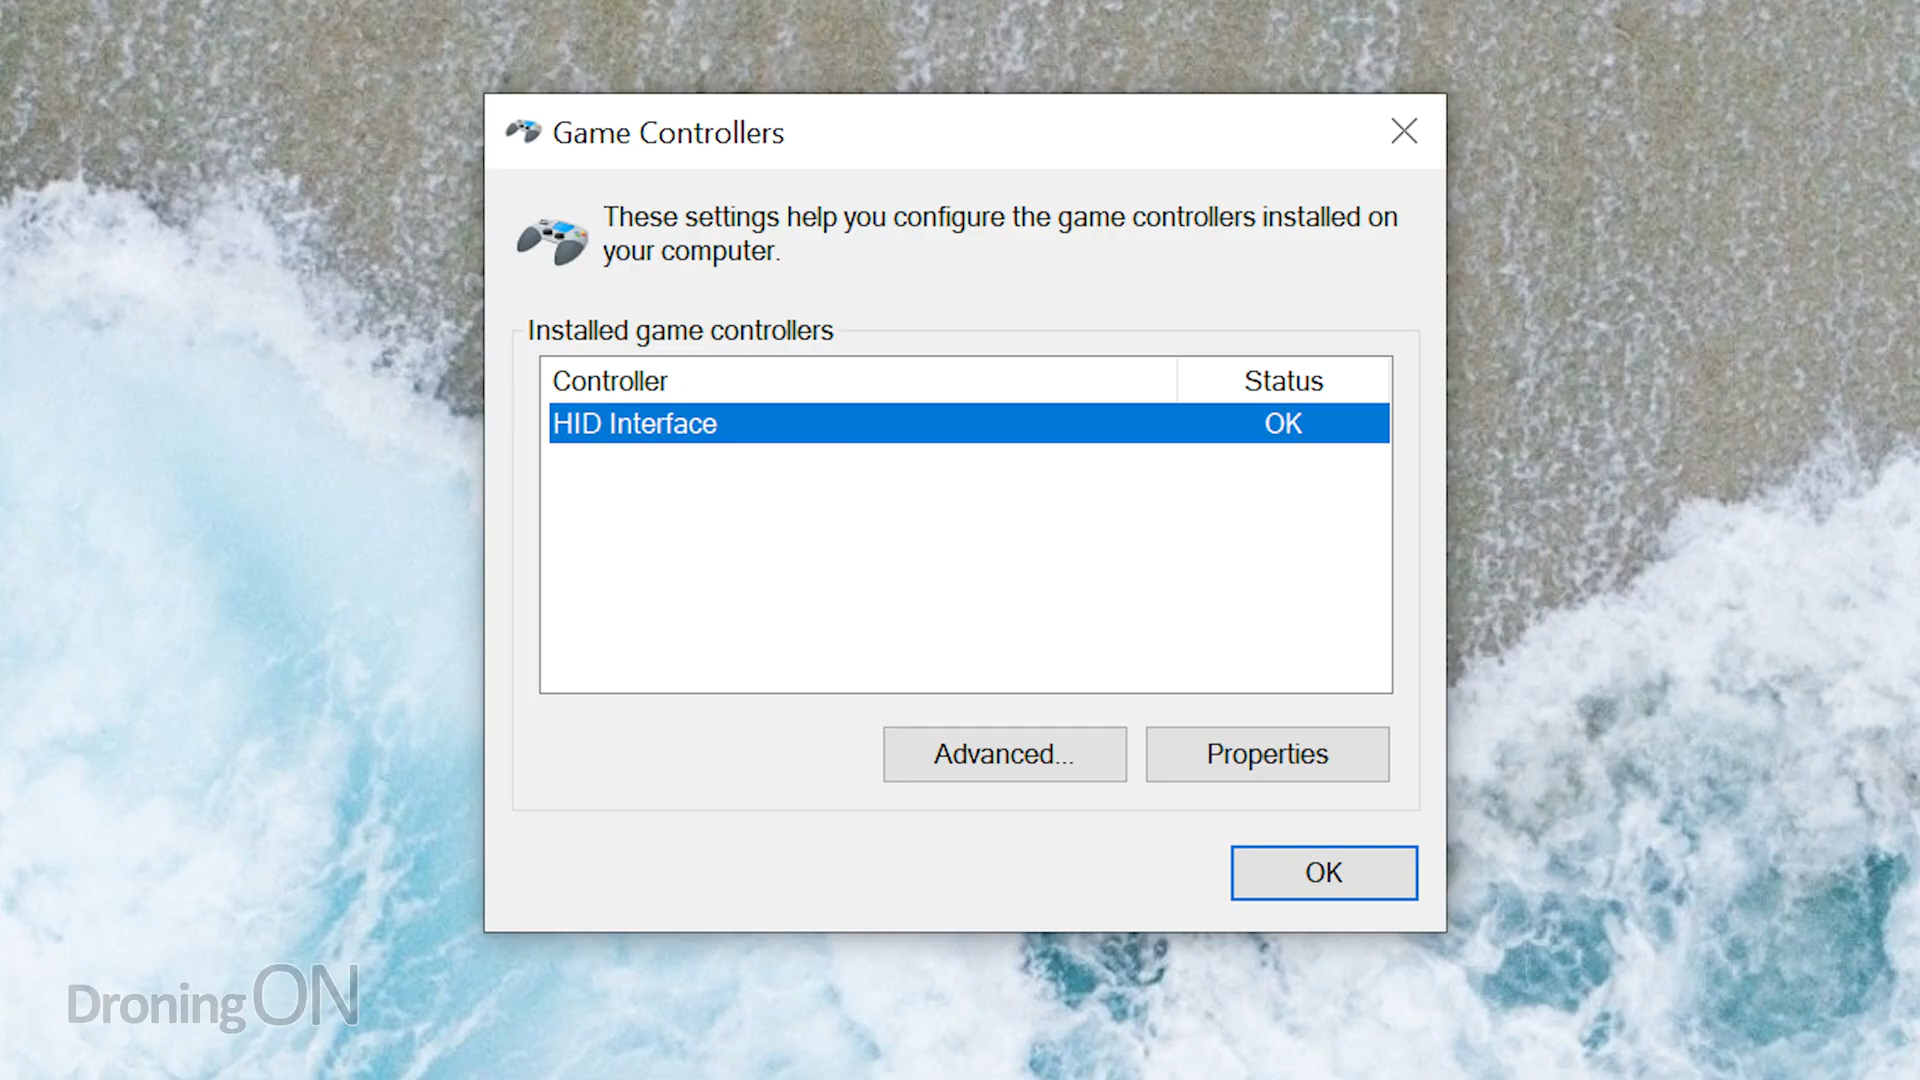 Game Controllers
These settings help you configure the game controllers installed on
your computer.
Installed game controllers
Controller Status
HID Interface OK
Advanced... Properties
OK
DroningON